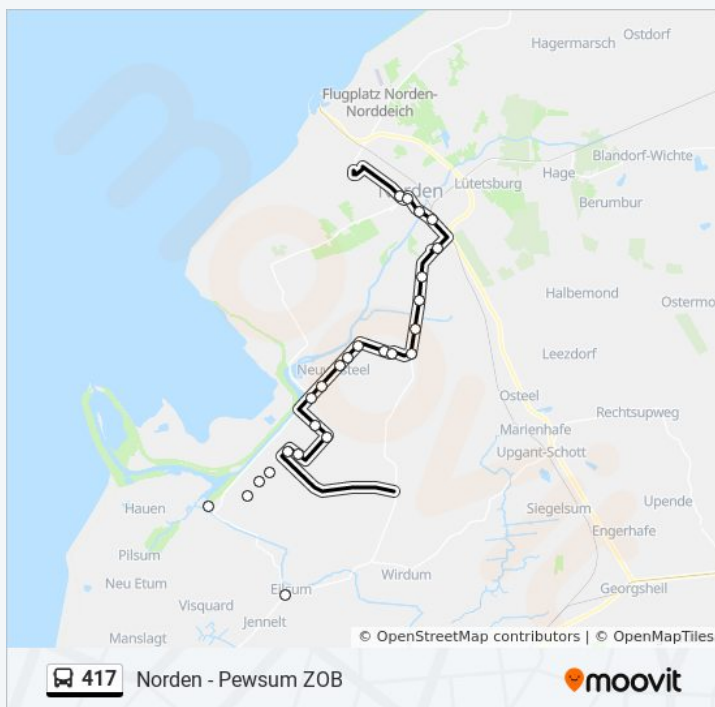 Ostdorf
Hagermarsch
Flugplatz Norden-
Norddeich
Blandorf-Wichte
Hage
Norden
Lütetsburg
Berumbur
Halbemond
Ostermo
Leezdorf
Osteel
Rechtsupweg
Marienhafe
Upgant-Schott
Hauen
Siegelsum
Upende
Engerhafe
Pilsum
Wirdum
Neu Etum
Eilsum
Georgsheil
Visquard
Jennelt
Manslagt
© OpenStreetMap contributors | © OpenMapTiles
417 Norden - Pewsum ZOB
moovit